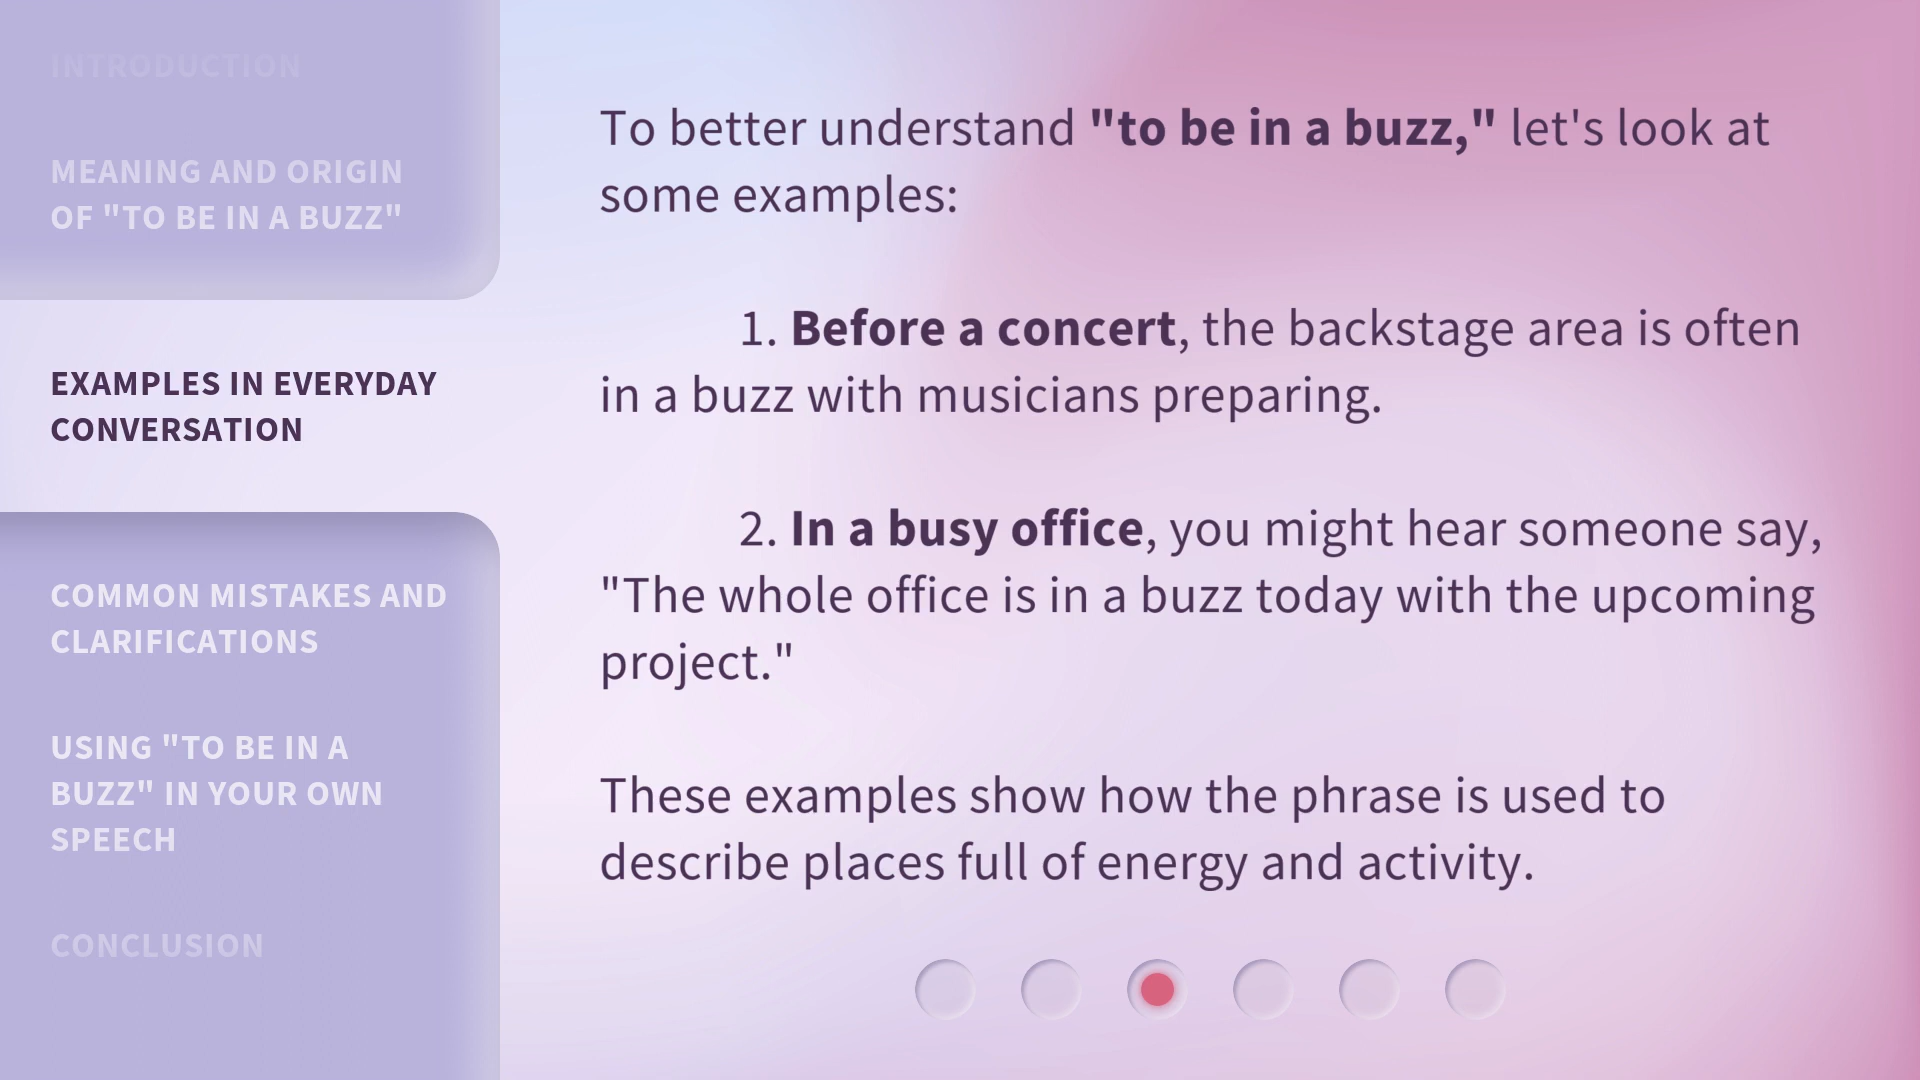 INTRODUCTION
MEANING AND ORIGIN
OF "TO BE IN A BUZZ"
EXAMPLES IN EVERYDAY
CONVERSATION
COMMON MISTAKES AND
CLARIFICATIONS
USING "TO BE IN A
BUZZ" IN YOUR OWN
SPEECH
CONCLUSION
To better understand "to be in a buzz," let's look at
some examples:
1. Before a concert, the backstage area is often
in a buzz with musicians preparing.
2. In a busy office, you might hear someone say,
"The whole office is in a buzz today with the upcoming
project."
These examples show how the phrase is used to
describe places full of energy and activity.